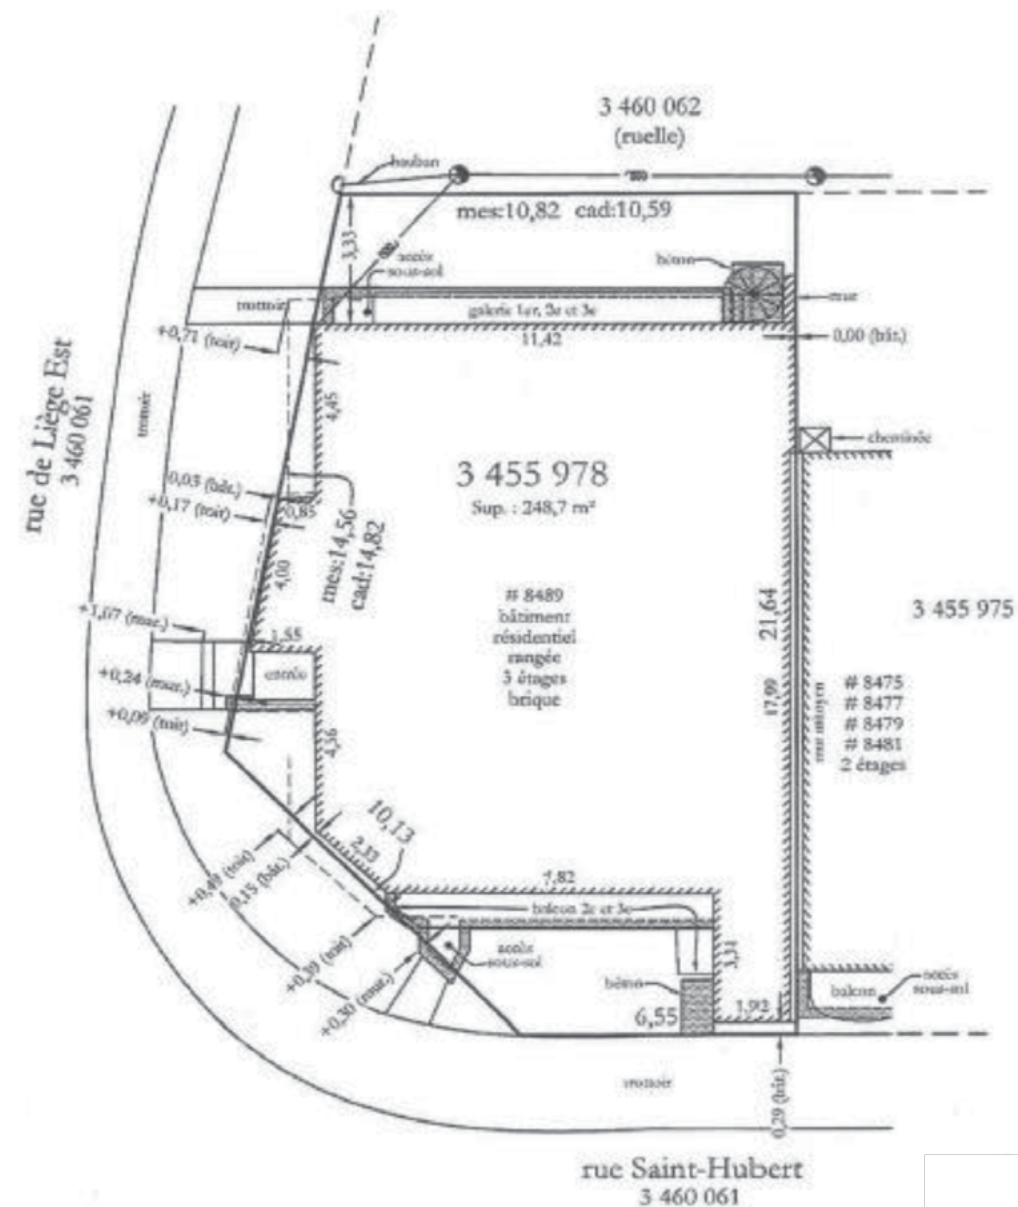 3 460 062
(ruelle)
hauban
mes:10,82 cad:10,59
3,33
accès
sous-sol
béton
trottoir
galerie 1er, 2e et 3e
mur
+0,71 (toit)
11,42
0,00 (bât.)
rue de Liège Est
3 460 061
trottoir
4,45
cheminée
3 455 978
Sup. : 248,7 m²
0,03 (bât.)
+0,17 (toit)
0,85
mes:14,56
cad:14,82
4,00
# 8489
bâtiment
résidentiel
rangée
3 étages
brique
21,64
17,99
3 455 975
+1,07 (mar.)
1,55
entrée
+0,24 (mur.)
+0,09 (toit)
4,36
mur mitoyen
# 8475
# 8477
# 8479
# 8481
2 étages
10,13
2,33
+0,49 (toit)
0,15 (bât.)
7,82
balcon 2e et 3e
+0,39 (toit)
+0,30 (mur.)
accès
sous-sol
3,31
béton
6,55
1,92
balcon
accès
sous-sol
trottoir
0,29 (bât.)
rue Saint-Hubert
3 460 061